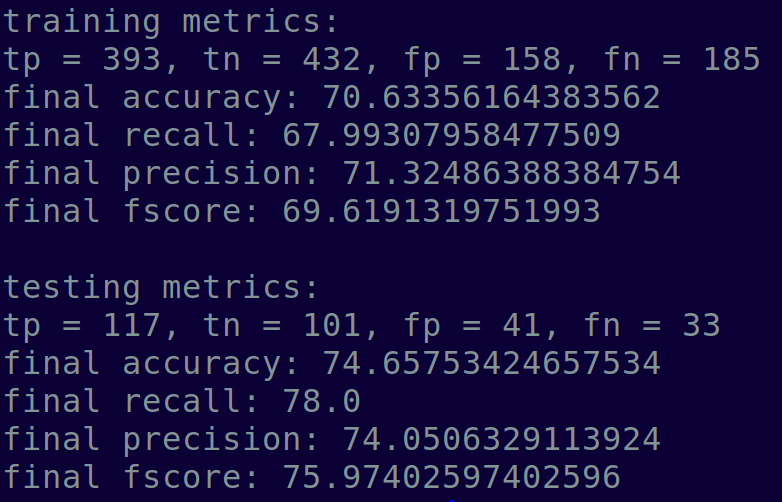 training metrics:
tp = 393, tn = 432, fp = 158, fn = 185
final accuracy: 70.63356164383562
final recall: 67.99307958477509
final precision: 71.32486388384754
final fscore: 69.6191319751993
testing metrics:
tp = 117, tn = 101, fp = 41, fn = 33
final accuracy: 74.65753424657534
final recall: 78.0
final precision: 74.0506329113924
final fscore: 75.97402597402596